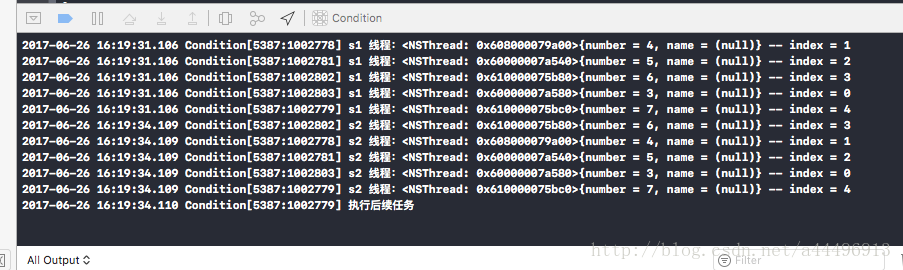 Condition
2017-06-26 16:19:31.106 Condition[5387:1002778] s1 线程: <NSThread: 0x608000079a00>{number = 4, name = (null)} -- index = 1
2017-06-26 16:19:31.106 Condition[5387:1002781] s1 线程: <NSThread: 0x60000007a540>{number = 5, name = (null)} -- index = 2
2017-06-26 16:19:31.106 Condition[5387:1002802] s1 线程: <NSThread: 0x610000075b80>{number = 6, name = (null)} -- index = 3
2017-06-26 16:19:31.106 Condition[5387:1002803] s1 线程: <NSThread: 0x60000007a580>{number = 3, name = (null)} -- index = 0
2017-06-26 16:19:31.106 Condition[5387:1002779] s1 线程: <NSThread: 0x610000075bc0>{number = 7, name = (null)} -- index = 4
2017-06-26 16:19:34.109 Condition[5387:1002802] s2 线程: <NSThread: 0x610000075b80>{number = 6, name = (null)} -- index = 3
2017-06-26 16:19:34.109 Condition[5387:1002778] s2 线程: <NSThread: 0x608000079a00>{number = 4, name = (null)} -- index = 1
2017-06-26 16:19:34.109 Condition[5387:1002781] s2 线程: <NSThread: 0x60000007a540>{number = 5, name = (null)} -- index = 2
2017-06-26 16:19:34.109 Condition[5387:1002803] s2 线程: <NSThread: 0x60000007a580>{number = 3, name = (null)} -- index = 0
2017-06-26 16:19:34.109 Condition[5387:1002779] s2 线程: <NSThread: 0x610000075bc0>{number = 7, name = (null)} -- index = 4
2017-06-26 16:19:34.110 Condition[5387:1002779] 执行后续任务
http://blog.csdn.net/a44496913
All Output
Filter